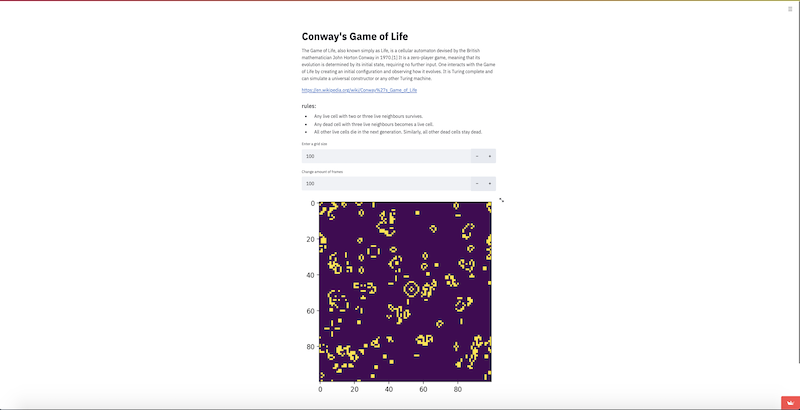 Conway's Game of Life
The Game of Life, also known simply as Life, is a cellular automaton devised by the British
mathematician John Horton Conway in 1970.[1] It is a zero-player game, meaning that its
evolution is determined by its initial state, requiring no further input. One interacts with the Game
of Life by creating an initial configuration and observing how it evolves. It is Turing complete and
can simulate a universal constructor or any other Turing machine.
https://en.wikipedia.org/wiki/Conway%27s_Game_of_Life
rules:
• Any live cell with two or three live neighbours survives.
• Any dead cell with three live neighbours becomes a live cell.
• All other live cells die in the next generation. Similarly, all other dead cells stay dead.
Enter a grid size
100 − +
Change amount of frames
100 − +
0
20
40
60
80
0 20 40 60 80